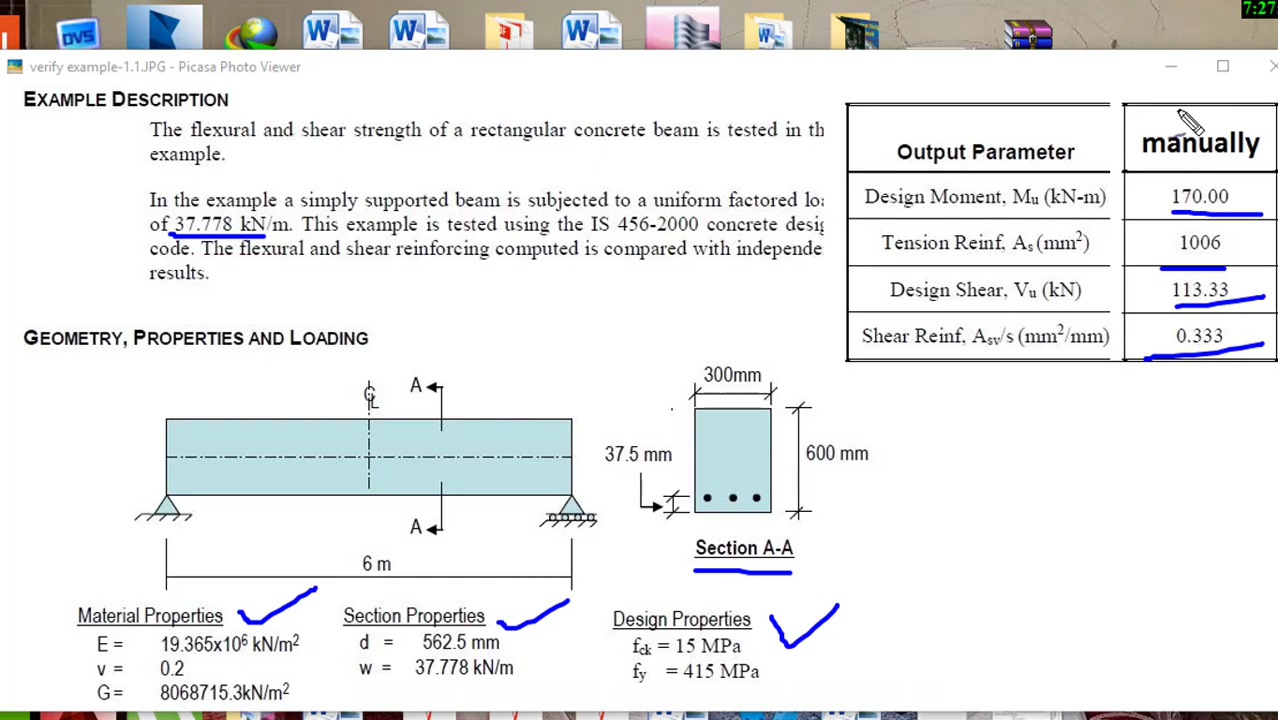 7:27
DVS
verify example-1.1.JPG - Picasa Photo Viewer
EXAMPLE DESCRIPTION
The flexural and shear strength of a rectangular concrete beam is tested in th
example.
In the example a simply supported beam is subjected to a uniform factored loa
of 37.778 kN/m. This example is tested using the IS 456-2000 concrete desig
code. The flexural and shear reinforcing computed is compared with independe
results.
Output Parameter
manually
Design Moment, Mu (kN-m)
170.00
Tension Reinf, As (mm2)
1006
Design Shear, Vu (kN)
113.33
Shear Reinf, Asv/s (mm2/mm)
0.333
GEOMETRY, PROPERTIES AND LOADING
CL
A
A
6 m
300mm
37.5 mm
600 mm
Section A-A
Material Properties
E = 19.365x106 kN/m2
ν = 0.2
G = 8068715.3kN/m2
Section Properties
d = 562.5 mm
w = 37.778 kN/m
Design Properties
fck = 15 MPa
fy = 415 MPa